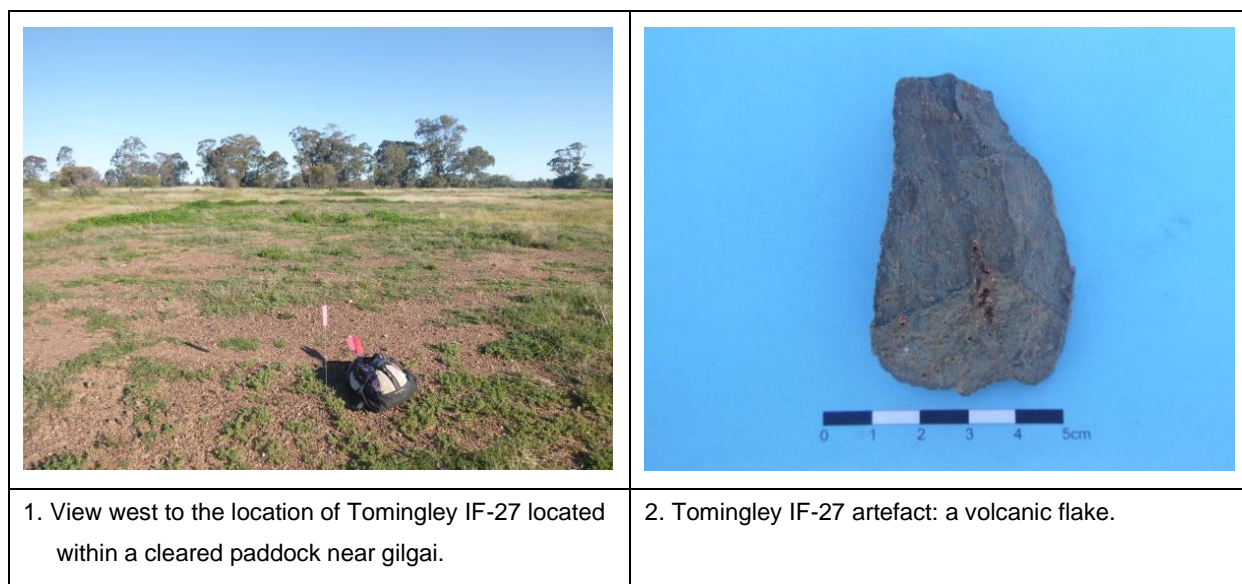 0 1 2 3 4 5cm
1. View west to the location of Tomingley IF-27 located
within a cleared paddock near gilgai.
2. Tomingley IF-27 artefact: a volcanic flake.